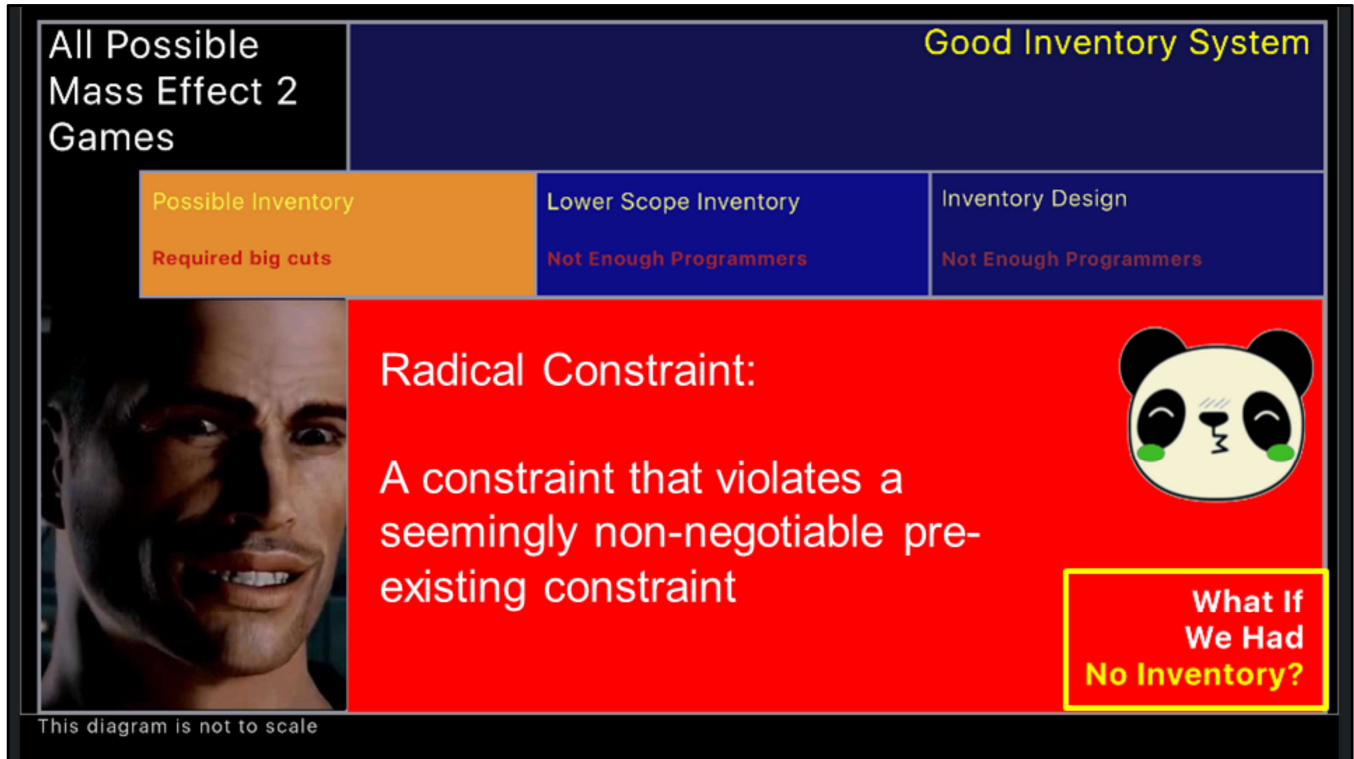 All Possible
Mass Effect 2
Games
Good Inventory System
Possible Inventory
Required big cuts
Lower Scope Inventory
Not Enough Programmers
Inventory Design
Not Enough Programmers
Radical Constraint:
A constraint that violates a
seemingly non-negotiable pre-
existing constraint
What If
We Had
No Inventory?
This diagram is not to scale